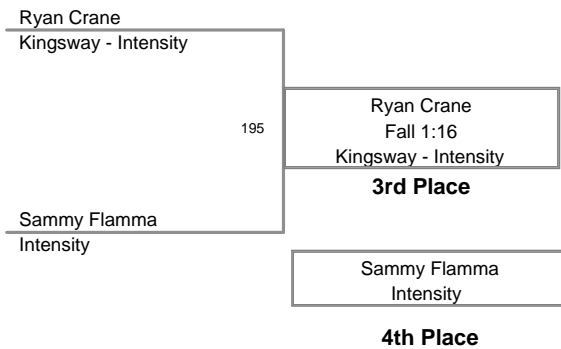 Ryan Crane
Kingsway - Intensity
195
Ryan Crane
Fall 1:16
Kingsway - Intensity
3rd Place
Sammy Flamma
Intensity
Sammy Flamma
Intensity
4th Place